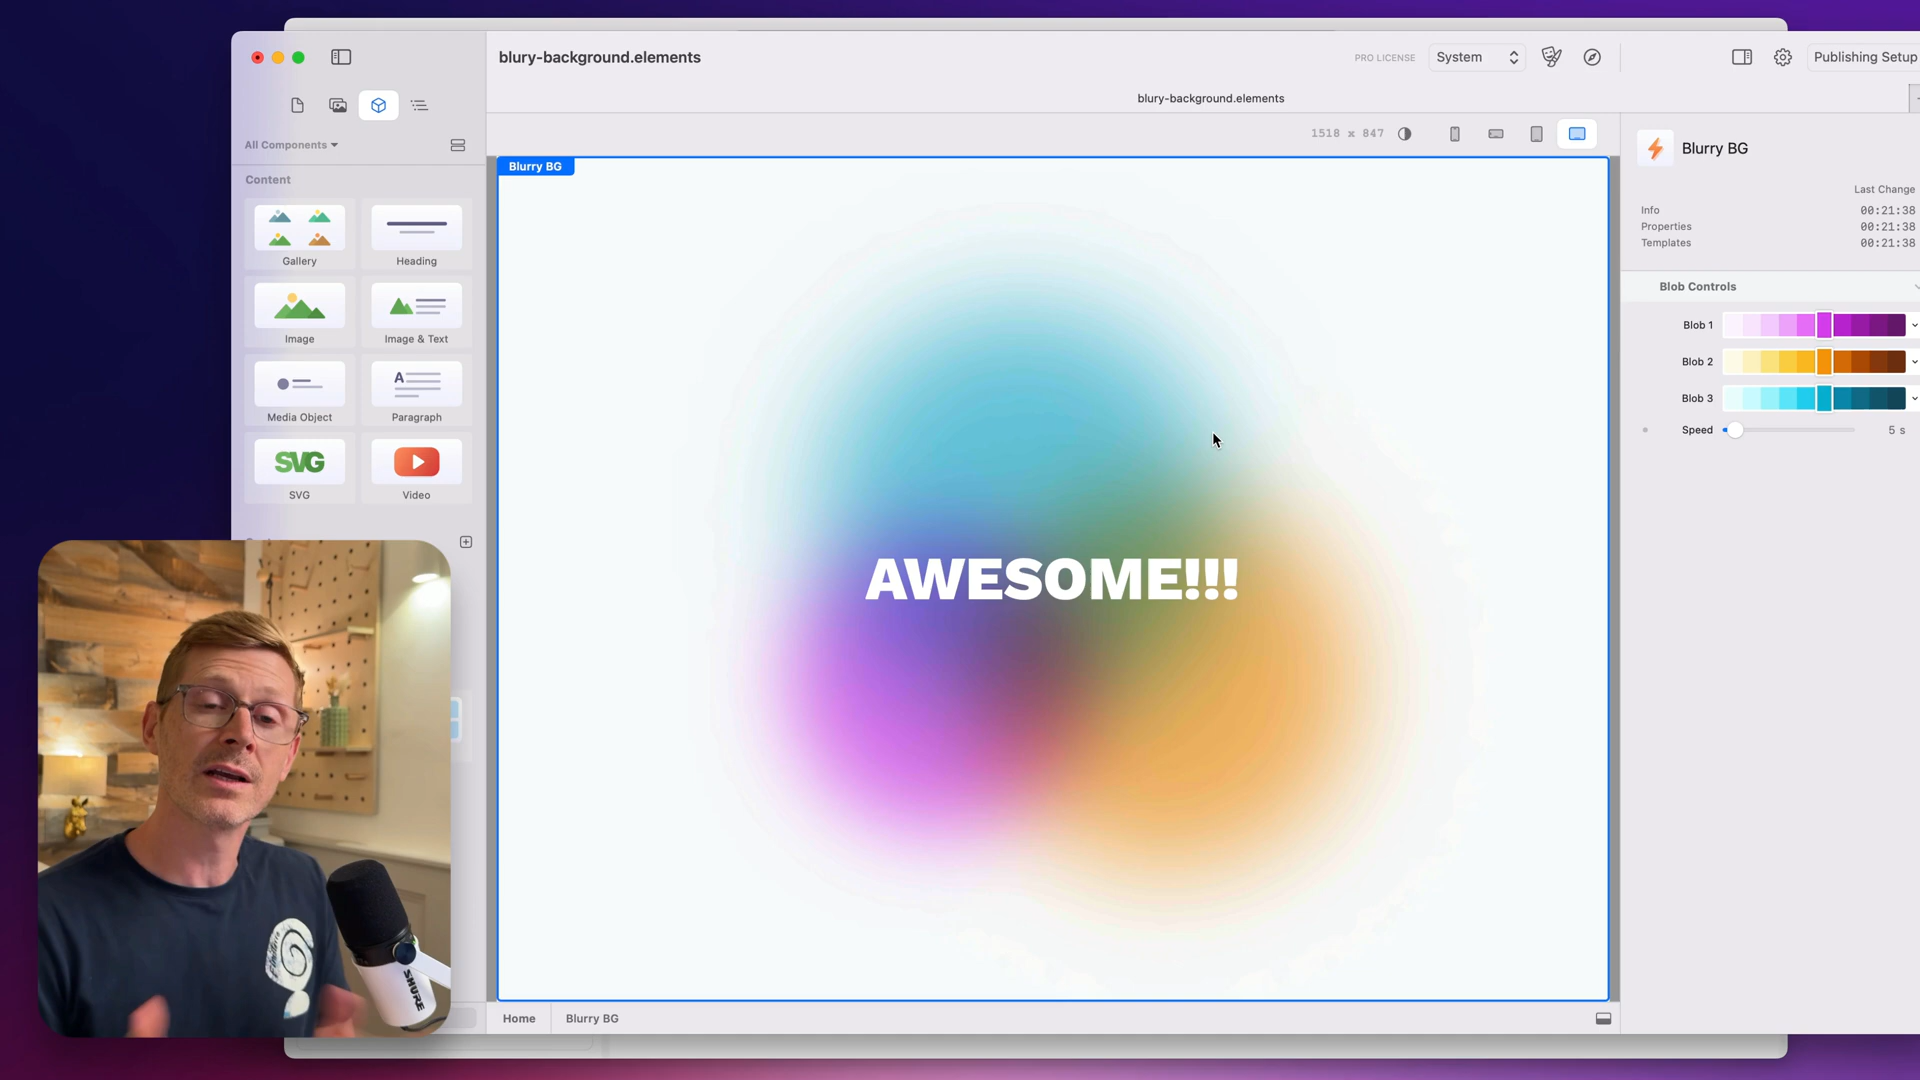 blury-background.elements
PRO LICENSE
System
Publishing Setup
blury-background.elements
All Components
1518 x 847
Content
Gallery
Heading
Image
Image & Text
Media Object
Paragraph
SVG
SVG
Video
Blurry BG
AWESOME!!!
Home
Blurry BG
Blurry BG
Last Change
Info
00:21:38
Properties
00:21:38
Templates
00:21:38
Blob Controls
Blob 1
Blob 2
Blob 3
Speed
5 s
SHURE